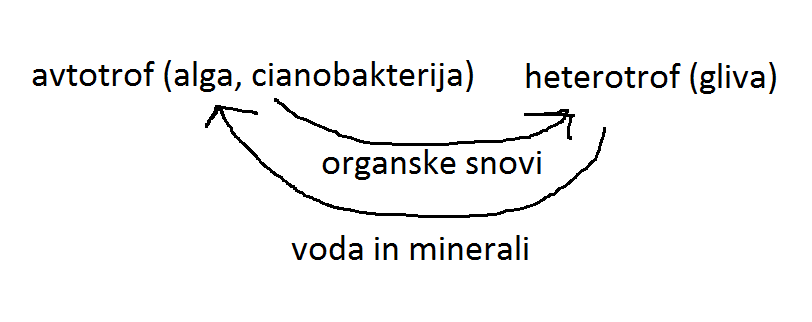 avtotrof (alga, cianobakterija) heterotrof (gliva)
organske snovi
voda in minerali